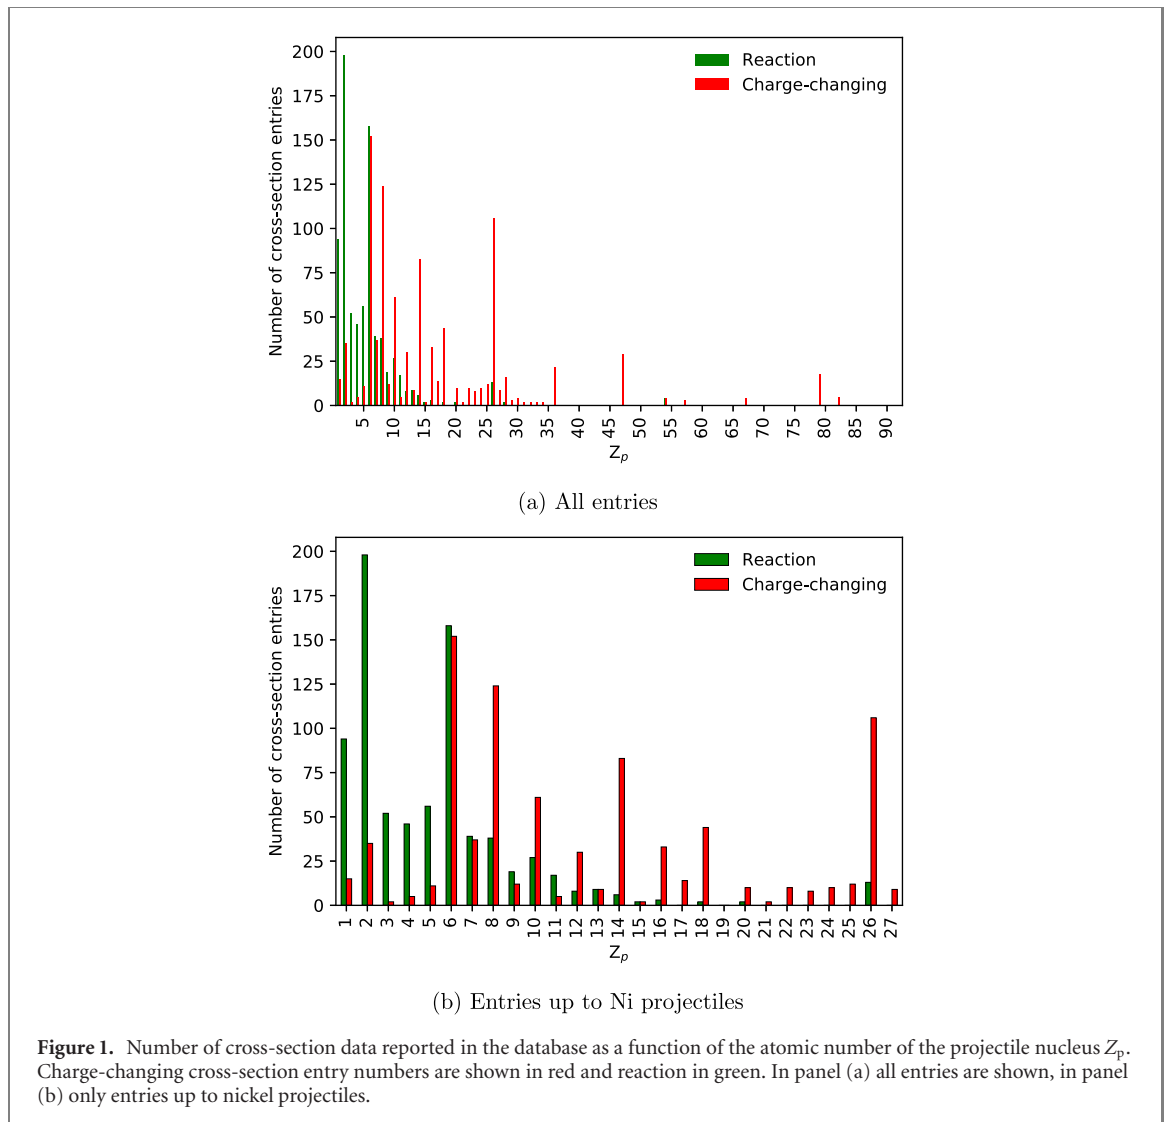 200
175
150
125
100
75
50
25
0
Number of cross-section entries
Reaction
Charge-changing
5 10 15 20 25 30 35 40 45 50 55 60 65 70 75 80 85 90
Zp
(a) All entries
200
175
150
125
100
75
50
25
0
Number of cross-section entries
Reaction
Charge-changing
1 2 3 4 5 6 7 8 9 10 11 12 13 14 15 16 17 18 19 20 21 22 23 24 25 26 27
Zp
(b) Entries up to Ni projectiles
Figure 1. Number of cross-section data reported in the database as a function of the atomic number of the projectile nucleus Zp.
Charge-changing cross-section entry numbers are shown in red and reaction in green. In panel (a) all entries are shown, in panel
(b) only entries up to nickel projectiles.